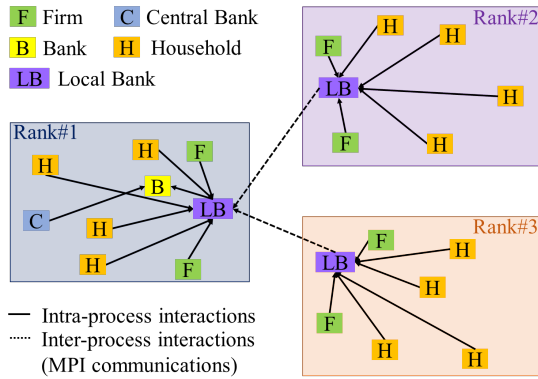 F Firm C Central Bank
B Bank H Household
LB Local Bank
Rank#1
H
H
F
B
C
LB
H
H
F
Rank#2
F
H
H
LB
H
F
H
Rank#3
F
H
LB
H
F
H
H
Intra-process interactions
Inter-process interactions
(MPI communications)